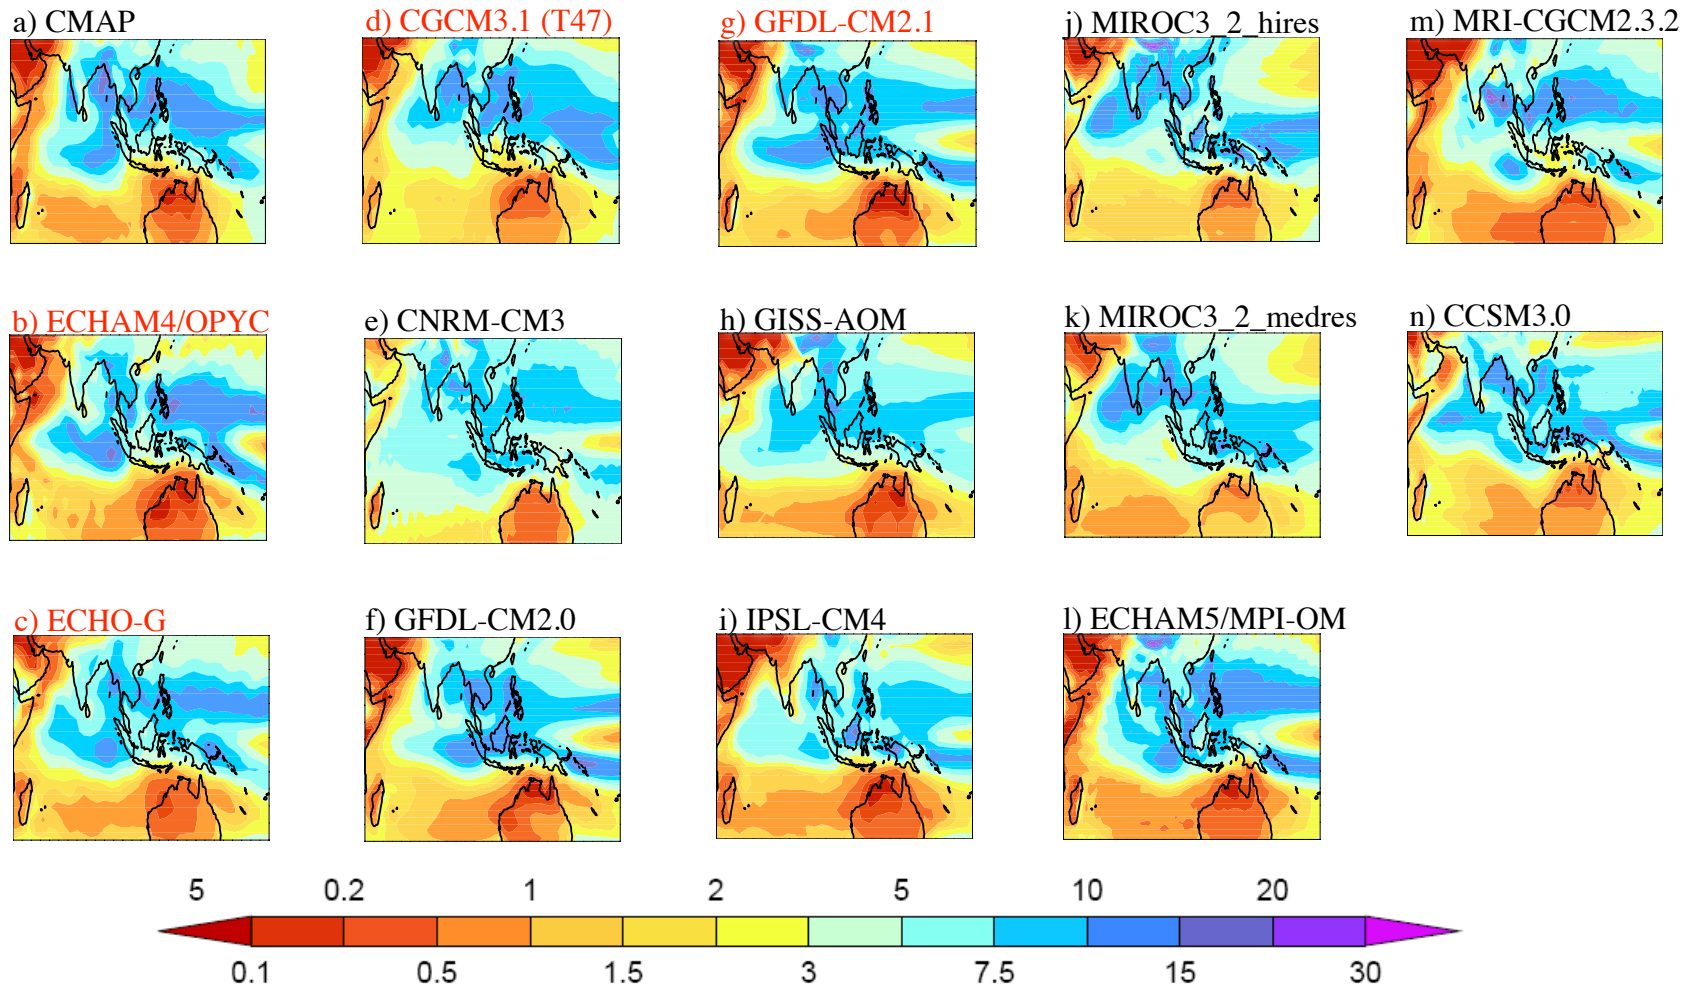 a) CMAP
d) CGCM3.1 (T47)
g) GFDL-CM2.1
j) MIROC3_2_hires
m) MRI-CGCM2.3.2
b) ECHAM4/OPYC
e) CNRM-CM3
h) GISS-AOM
k) MIROC3_2_medres
n) CCSM3.0
c) ECHO-G
f) GFDL-CM2.0
i) IPSL-CM4
l) ECHAM5/MPI-OM
5 0.2 1 2 5 10 20
0.1 0.5 1.5 3 7.5 15 30